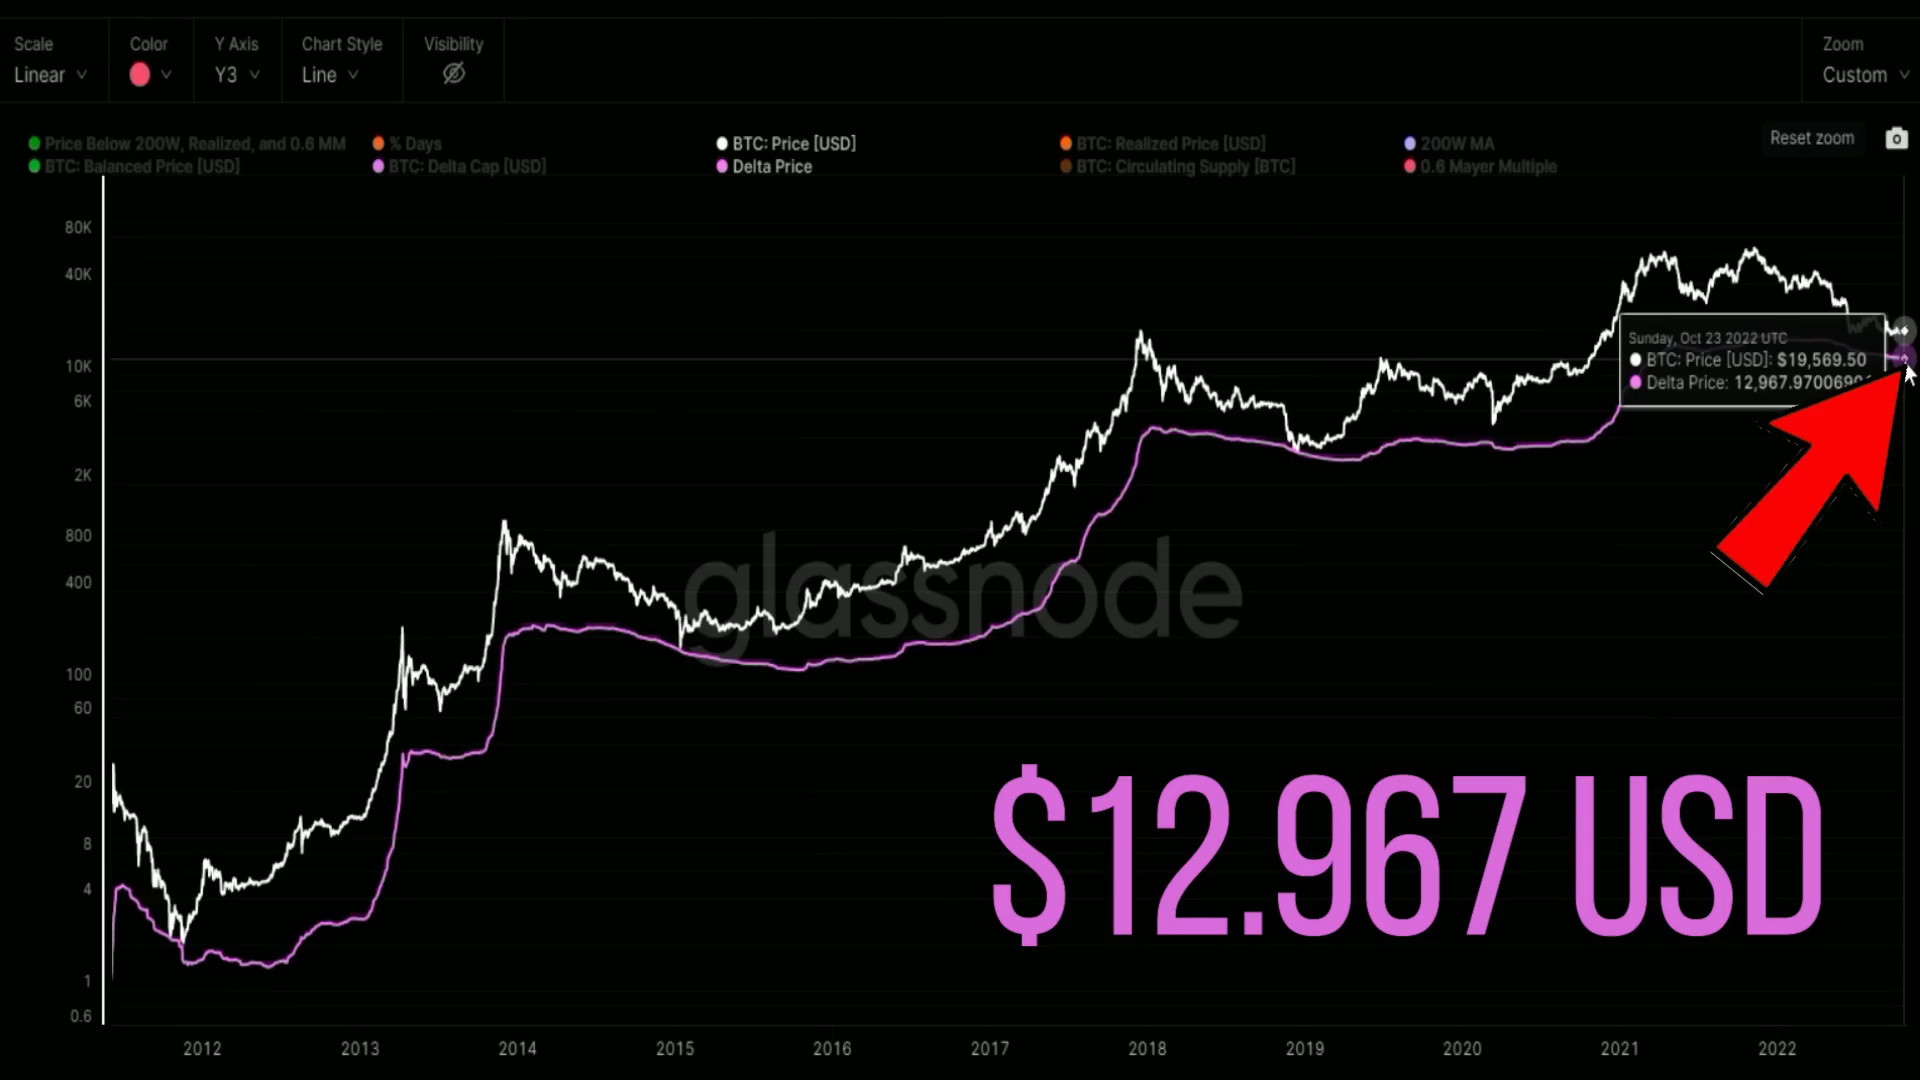 Scale
Linear
Color
Y Axis
Y3
Chart Style
Line
Visibility
Zoom
Custom
Price Below 200W, Realized, and 0.6 MM
% Days
BTC: Price [USD]
BTC: Realized Price [USD]
200W MA
Reset zoom
BTC: Balanced Price [USD]
BTC: Delta Cap [USD]
Delta Price
BTC: Circulating Supply [BTC]
0.6 Mayer Multiple
80K
40K
10K
6K
2K
800
400
100
60
20
8
4
1
0.6
Sunday, Oct 23 2022 UTC
BTC: Price [USD]: $19,569.50
Delta Price:
glassnode
$12.967 USD
2012
2013
2014
2015
2016
2017
2018
2019
2020
2021
2022